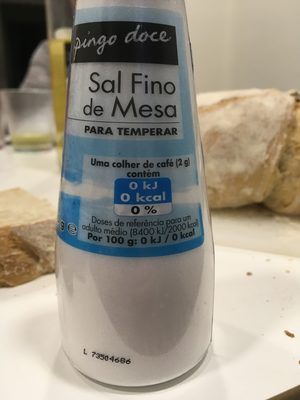 pingo doce
Sal Fino
de Mesa
PARA TEMPERAR
Uma colher de café (2 g)
contém
0 kJ
0 kcal
0 %
Doses de referência para um
adulto médio (8400 kJ/2000 kcal)
Por 100 g: 0 kJ / 0 kcal
g e
L 73504686